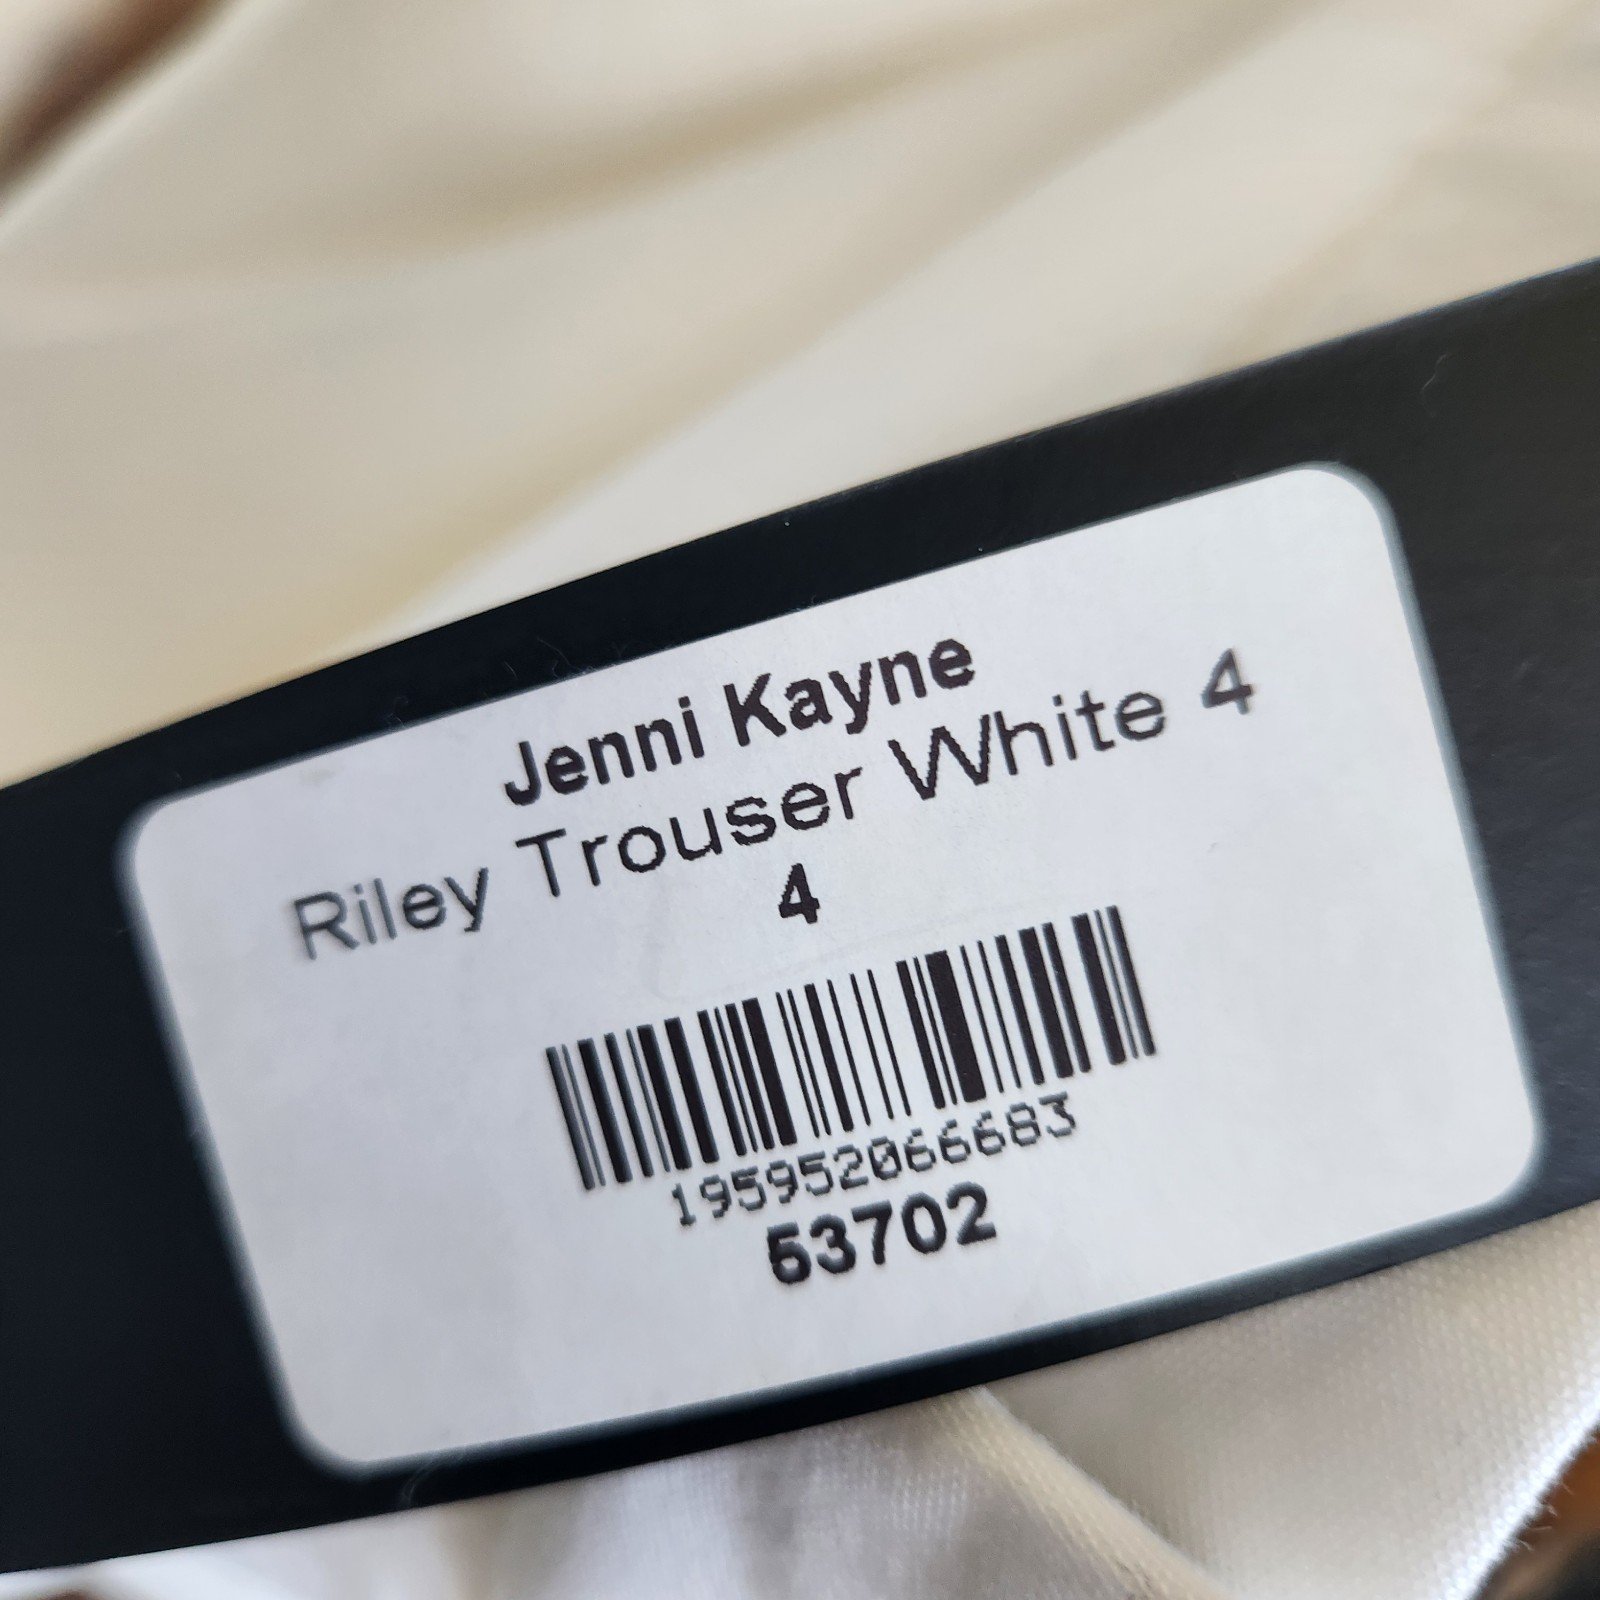 Jenni Kayne
Riley Trouser White 4
4
195952066683
53702